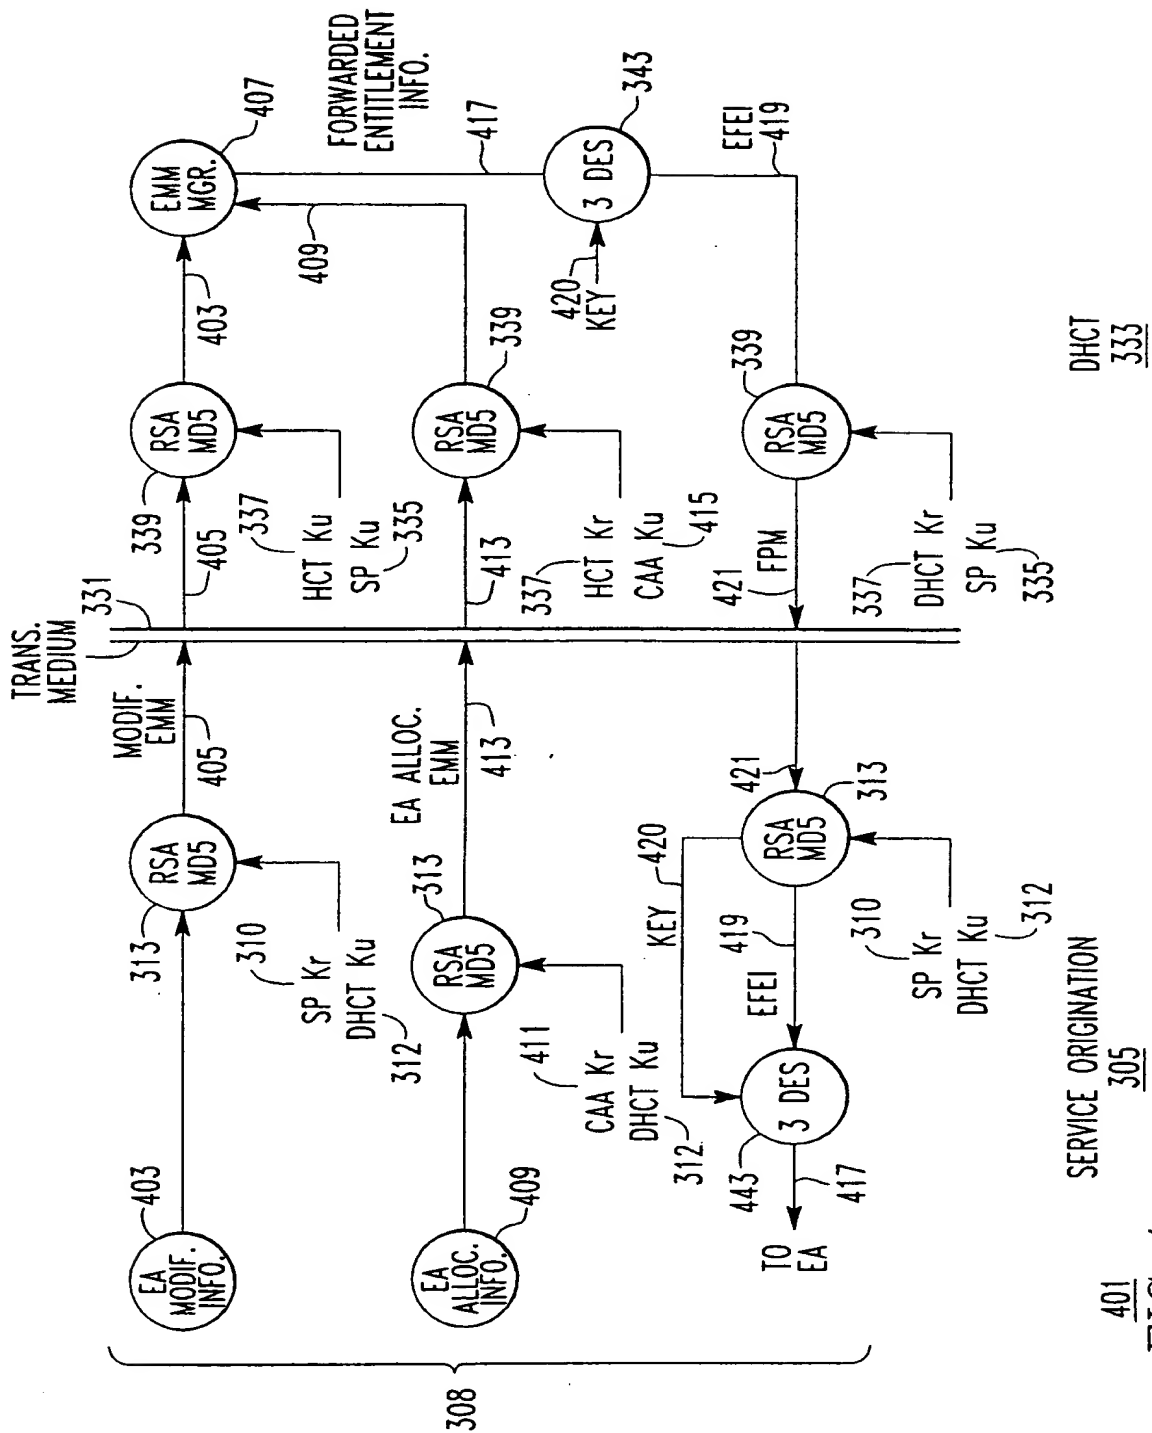 TRANS.
MEDIUM
331
EA
MODIF.
INFO.
403
313
RSA
MD5
MODIF.
EMM
405
405
339
RSA
MD5
403
EMM
MGR.
407
310
SP Kr
DHCT Ku
312
337
HCT Ku
SP Ku
335
409
FORWARDED
ENTITLEMENT
INFO.
417
308
EA
ALLOC.
INFO.
409
RSA
MD5
313
EA ALLOC.
EMM
413
413
RSA
MD5
339
411
CAA Kr
DHCT Ku
312
337
HCT Kr
CAA Ku
415
420
KEY
3 DES
343
TO
EA
417
443
3 DES
KEY
420
EFEI
419
RSA
MD5
313
421
421
FPM
RSA
MD5
339
EFEI
419
310
SP Kr
DHCT Ku
312
337
DHCT Kr
SP Ku
335
401
SERVICE ORIGINATION
305
DHCT
333